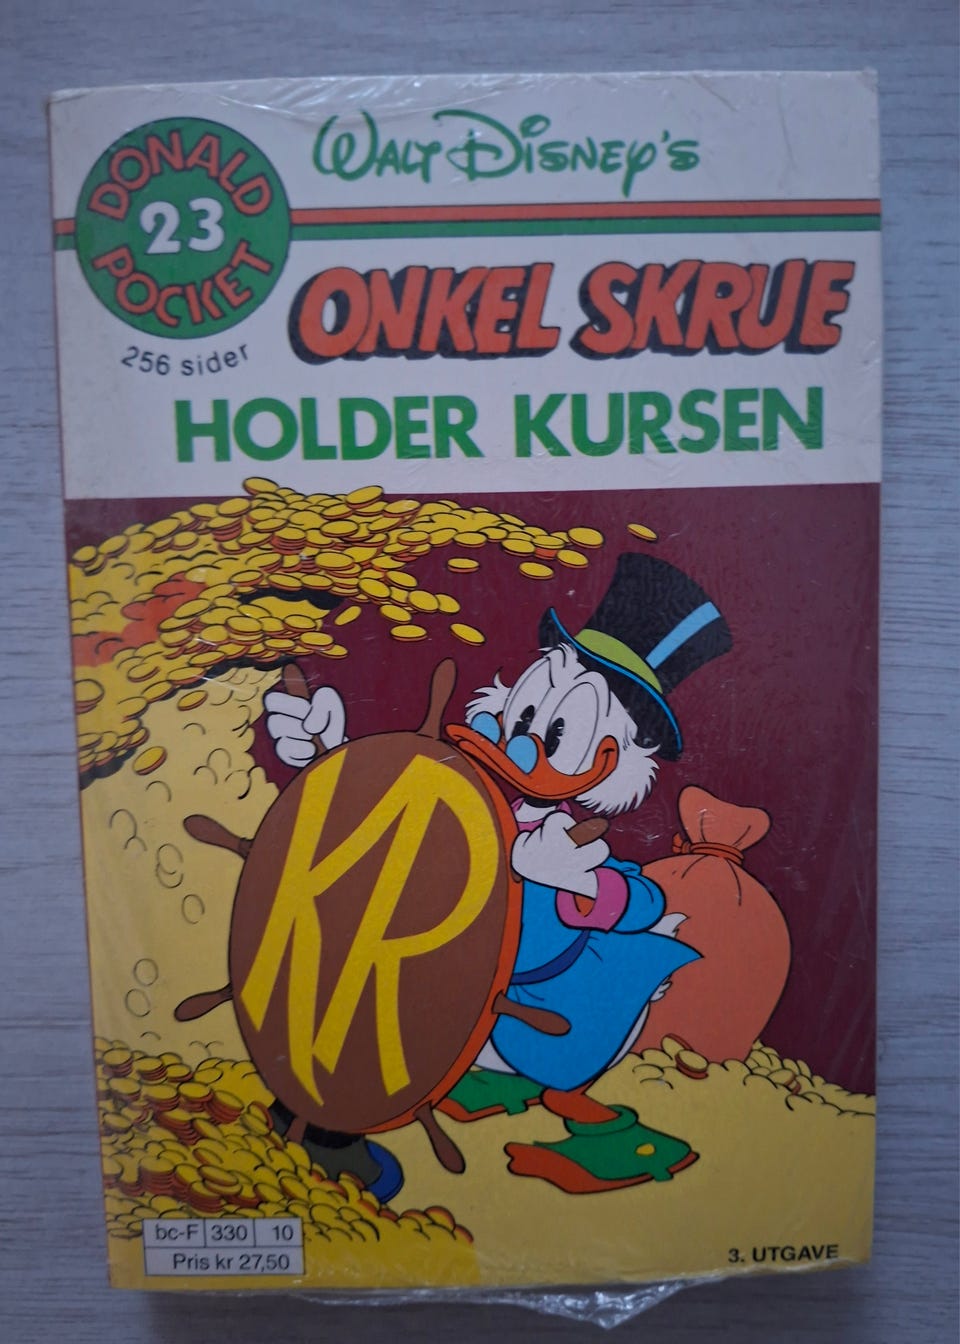 WALT DISNEY'S
DONALD
23
POCKET
256 sider
ONKEL SKRUE
HOLDER KURSEN
KR
bc-F 330 10
Pris kr 27,50
3. UTGAVE